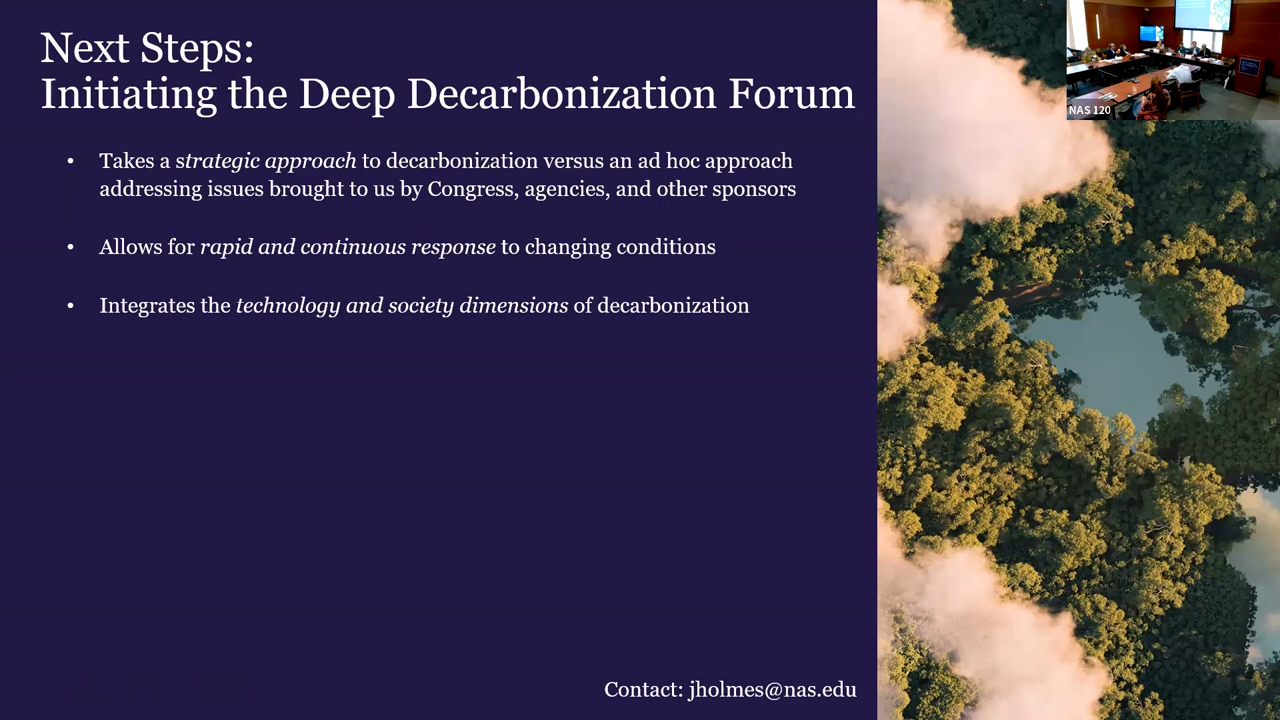 Next Steps:
Initiating the Deep Decarbonization Forum
NAS 120
• Takes a strategic approach to decarbonization versus an ad hoc approach
addressing issues brought to us by Congress, agencies, and other sponsors
• Allows for rapid and continuous response to changing conditions
• Integrates the technology and society dimensions of decarbonization
Contact: jholmes@nas.edu